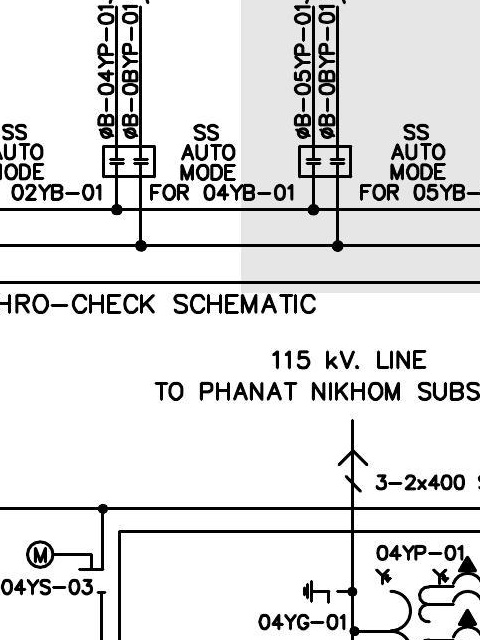 øB-04YP-01
øB-0BYP-01
øB-05YP-01
øB-0BYP-01
SS
AUTO
MODE
02YB-01
SS
AUTO
MODE
FOR 04YB-01
SS
AUTO
MODE
FOR 05YB-
HRO-CHECK SCHEMATIC
115 kV. LINE
TO PHANAT NIKHOM SUBS
3-2x400
M
04YS-03
04YP-01
04YG-01